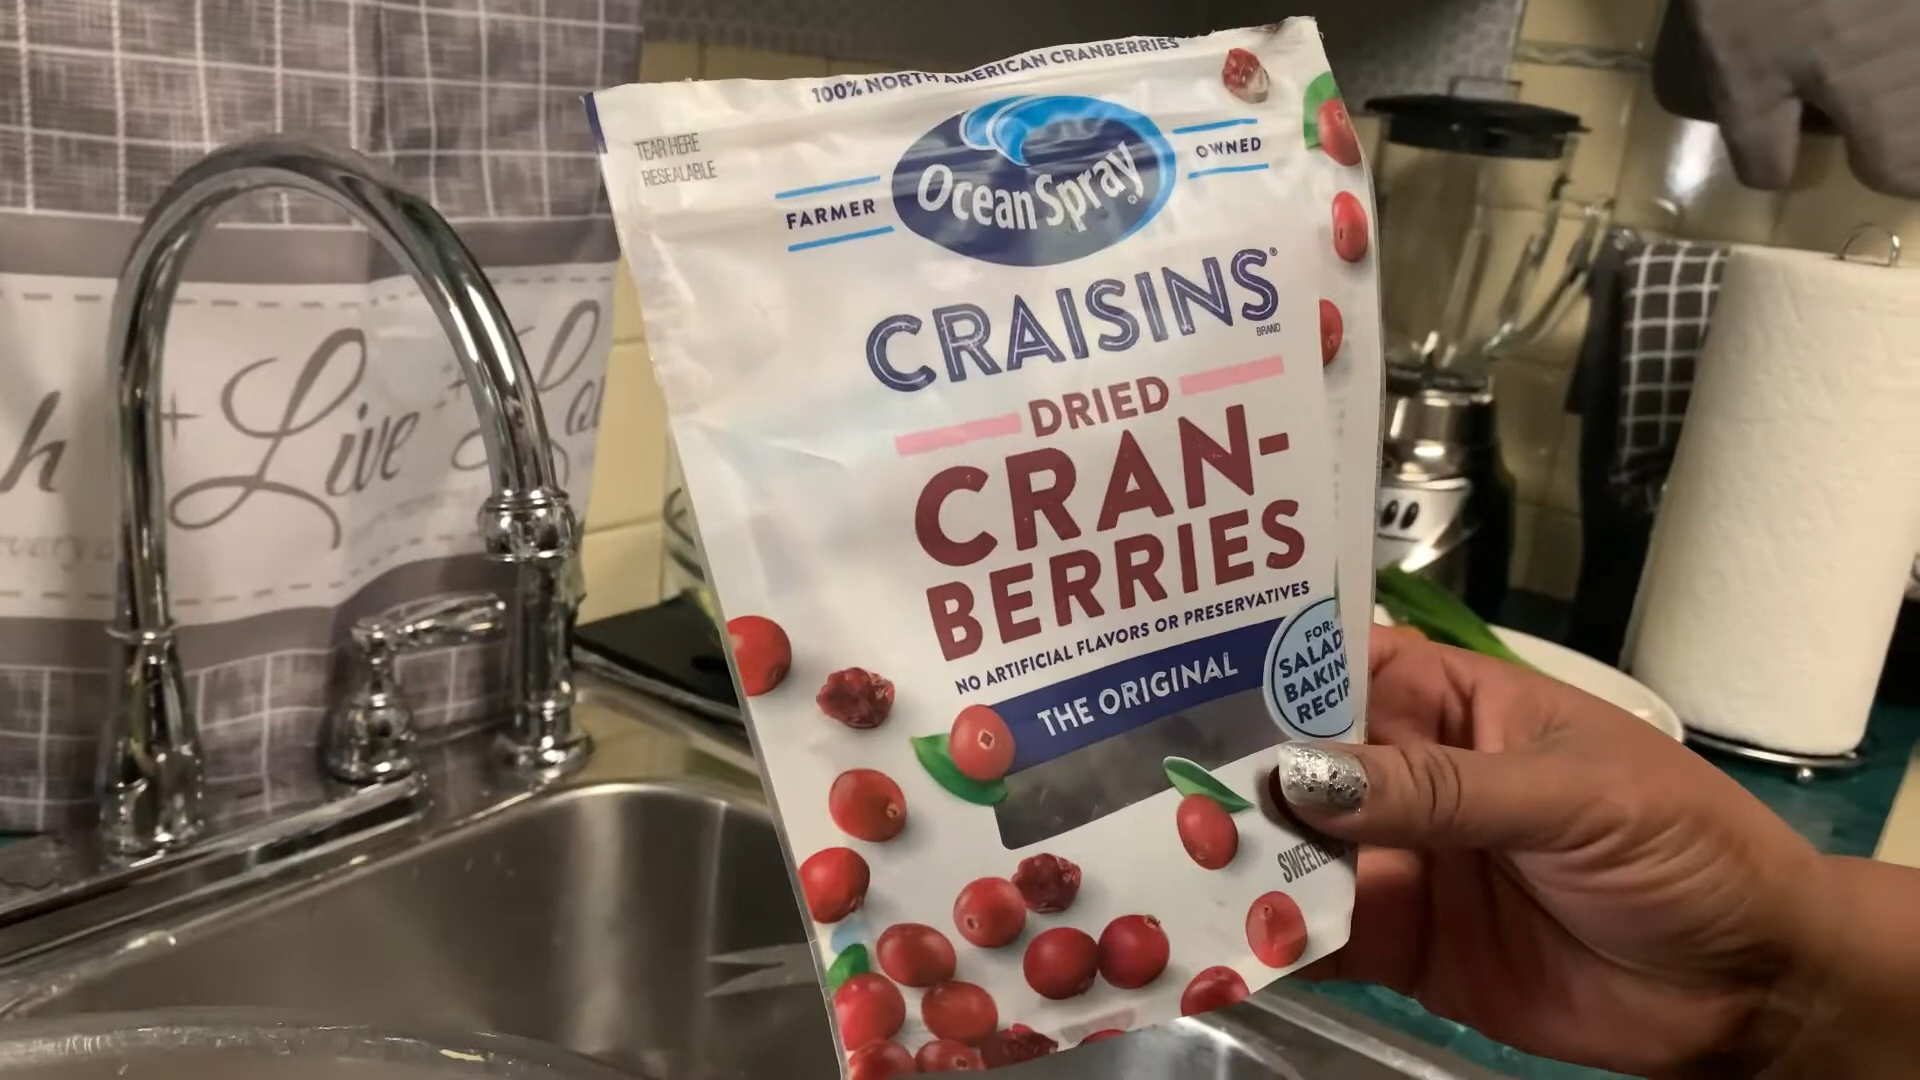 100% NORTH AMERICAN CRANBERRIES
TEAR HERE
RESEALABLE
FARMER
Ocean Spray®
OWNED
CRAISINS®
BRAND
DRIED
CRAN-
BERRIES
NO ARTIFICIAL FLAVORS OR PRESERVATIVES
THE ORIGINAL
FOR:
h + Live +